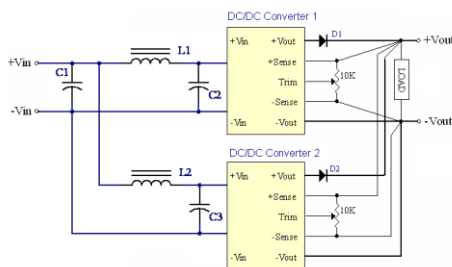 DC/DC Converter 1
D1
+Vin
L1
+Vin
+Vout
+Vout
+Sense
C1
Trim
10K
LOAD
C2
-Sense
-Vin
-Vin
-Vout
-Vout
DC/DC Converter 2
D2
L2
+Vin
+Vout
+Sense
C3
Trim
10K
-Sense
-Vin
-Vout